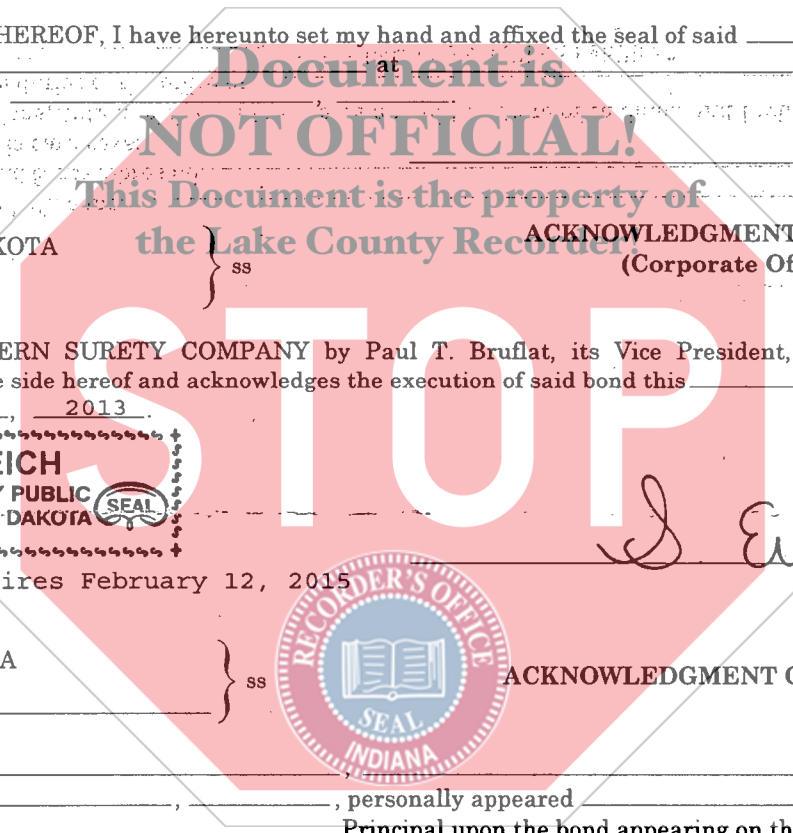 HEREOF, I have hereunto set my hand and affixed the seal of said
at
Document is
NOT OFFICIAL!
This Document is the property of
the Lake County Recorder!
KOTA
ss
ACKNOWLEDGMENT
(Corporate Of
STOP
ERN SURETY COMPANY by Paul T. Bruflat, its Vice President,
e side hereof and acknowledges the execution of said bond this
, 2013.
EICH
Y PUBLIC
DAKOTA
SEAL
S. Ei
ires February 12, 2015
RECORDER'S OFFICE
SEAL
INDIANA
A
ss
ACKNOWLEDGMENT O
,
, , personally appeared
Principal upon the bond appearing on th